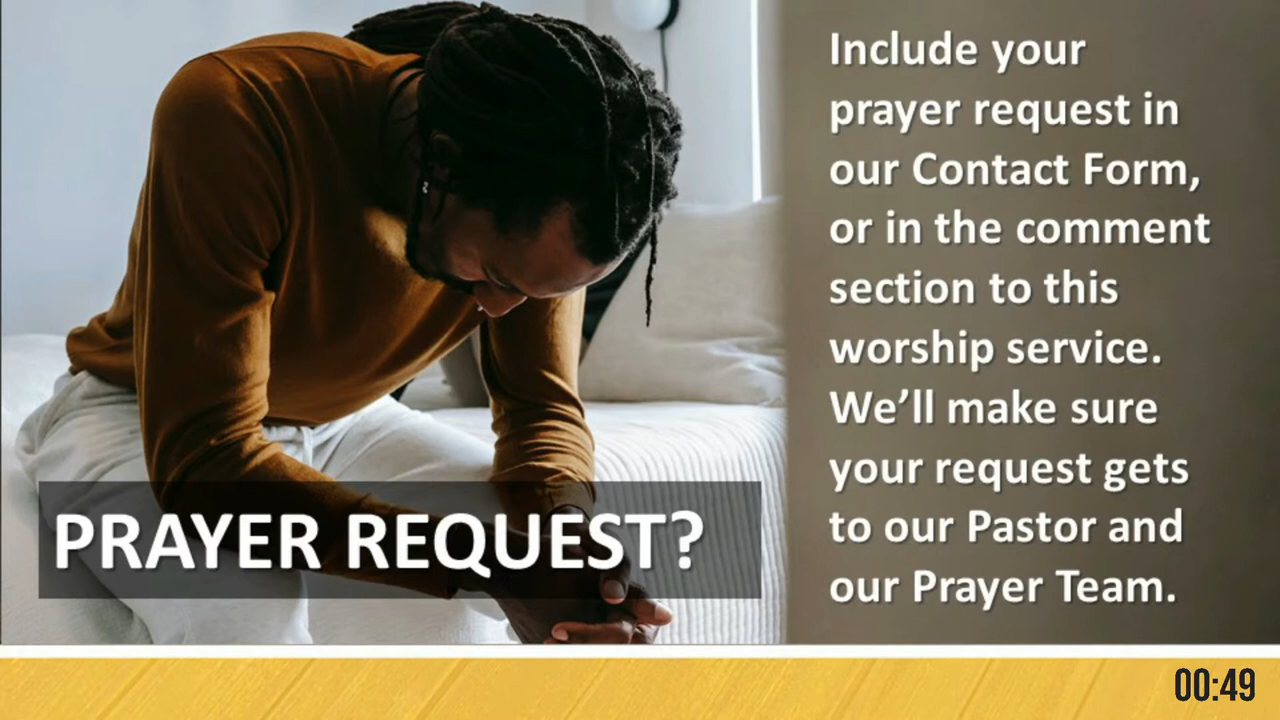 PRAYER REQUEST?
Include your
prayer request in
our Contact Form,
or in the comment
section to this
worship service.
We’ll make sure
your request gets
to our Pastor and
our Prayer Team.
00:49